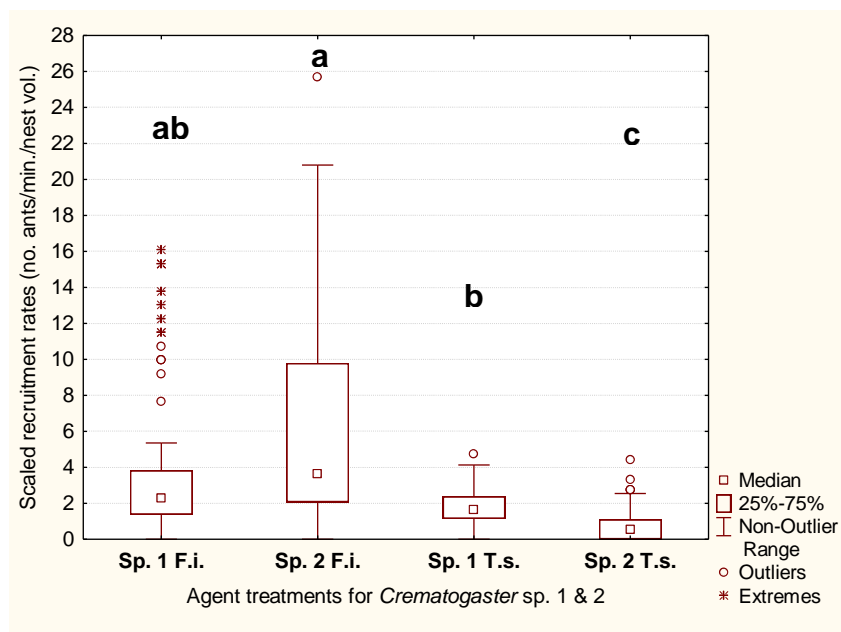 Scaled recruitment rates (no. ants/min./nest vol.)
28
26
24
22
20
18
16
14
12
10
8
6
4
2
0
ab
a
b
c
Sp. 1 F.i.
Sp. 2 F.i.
Sp. 1 T.s.
Sp. 2 T.s.
Agent treatments for Crematogaster sp. 1 & 2
Median
25%-75%
Non-Outlier
Range
Outliers
Extremes